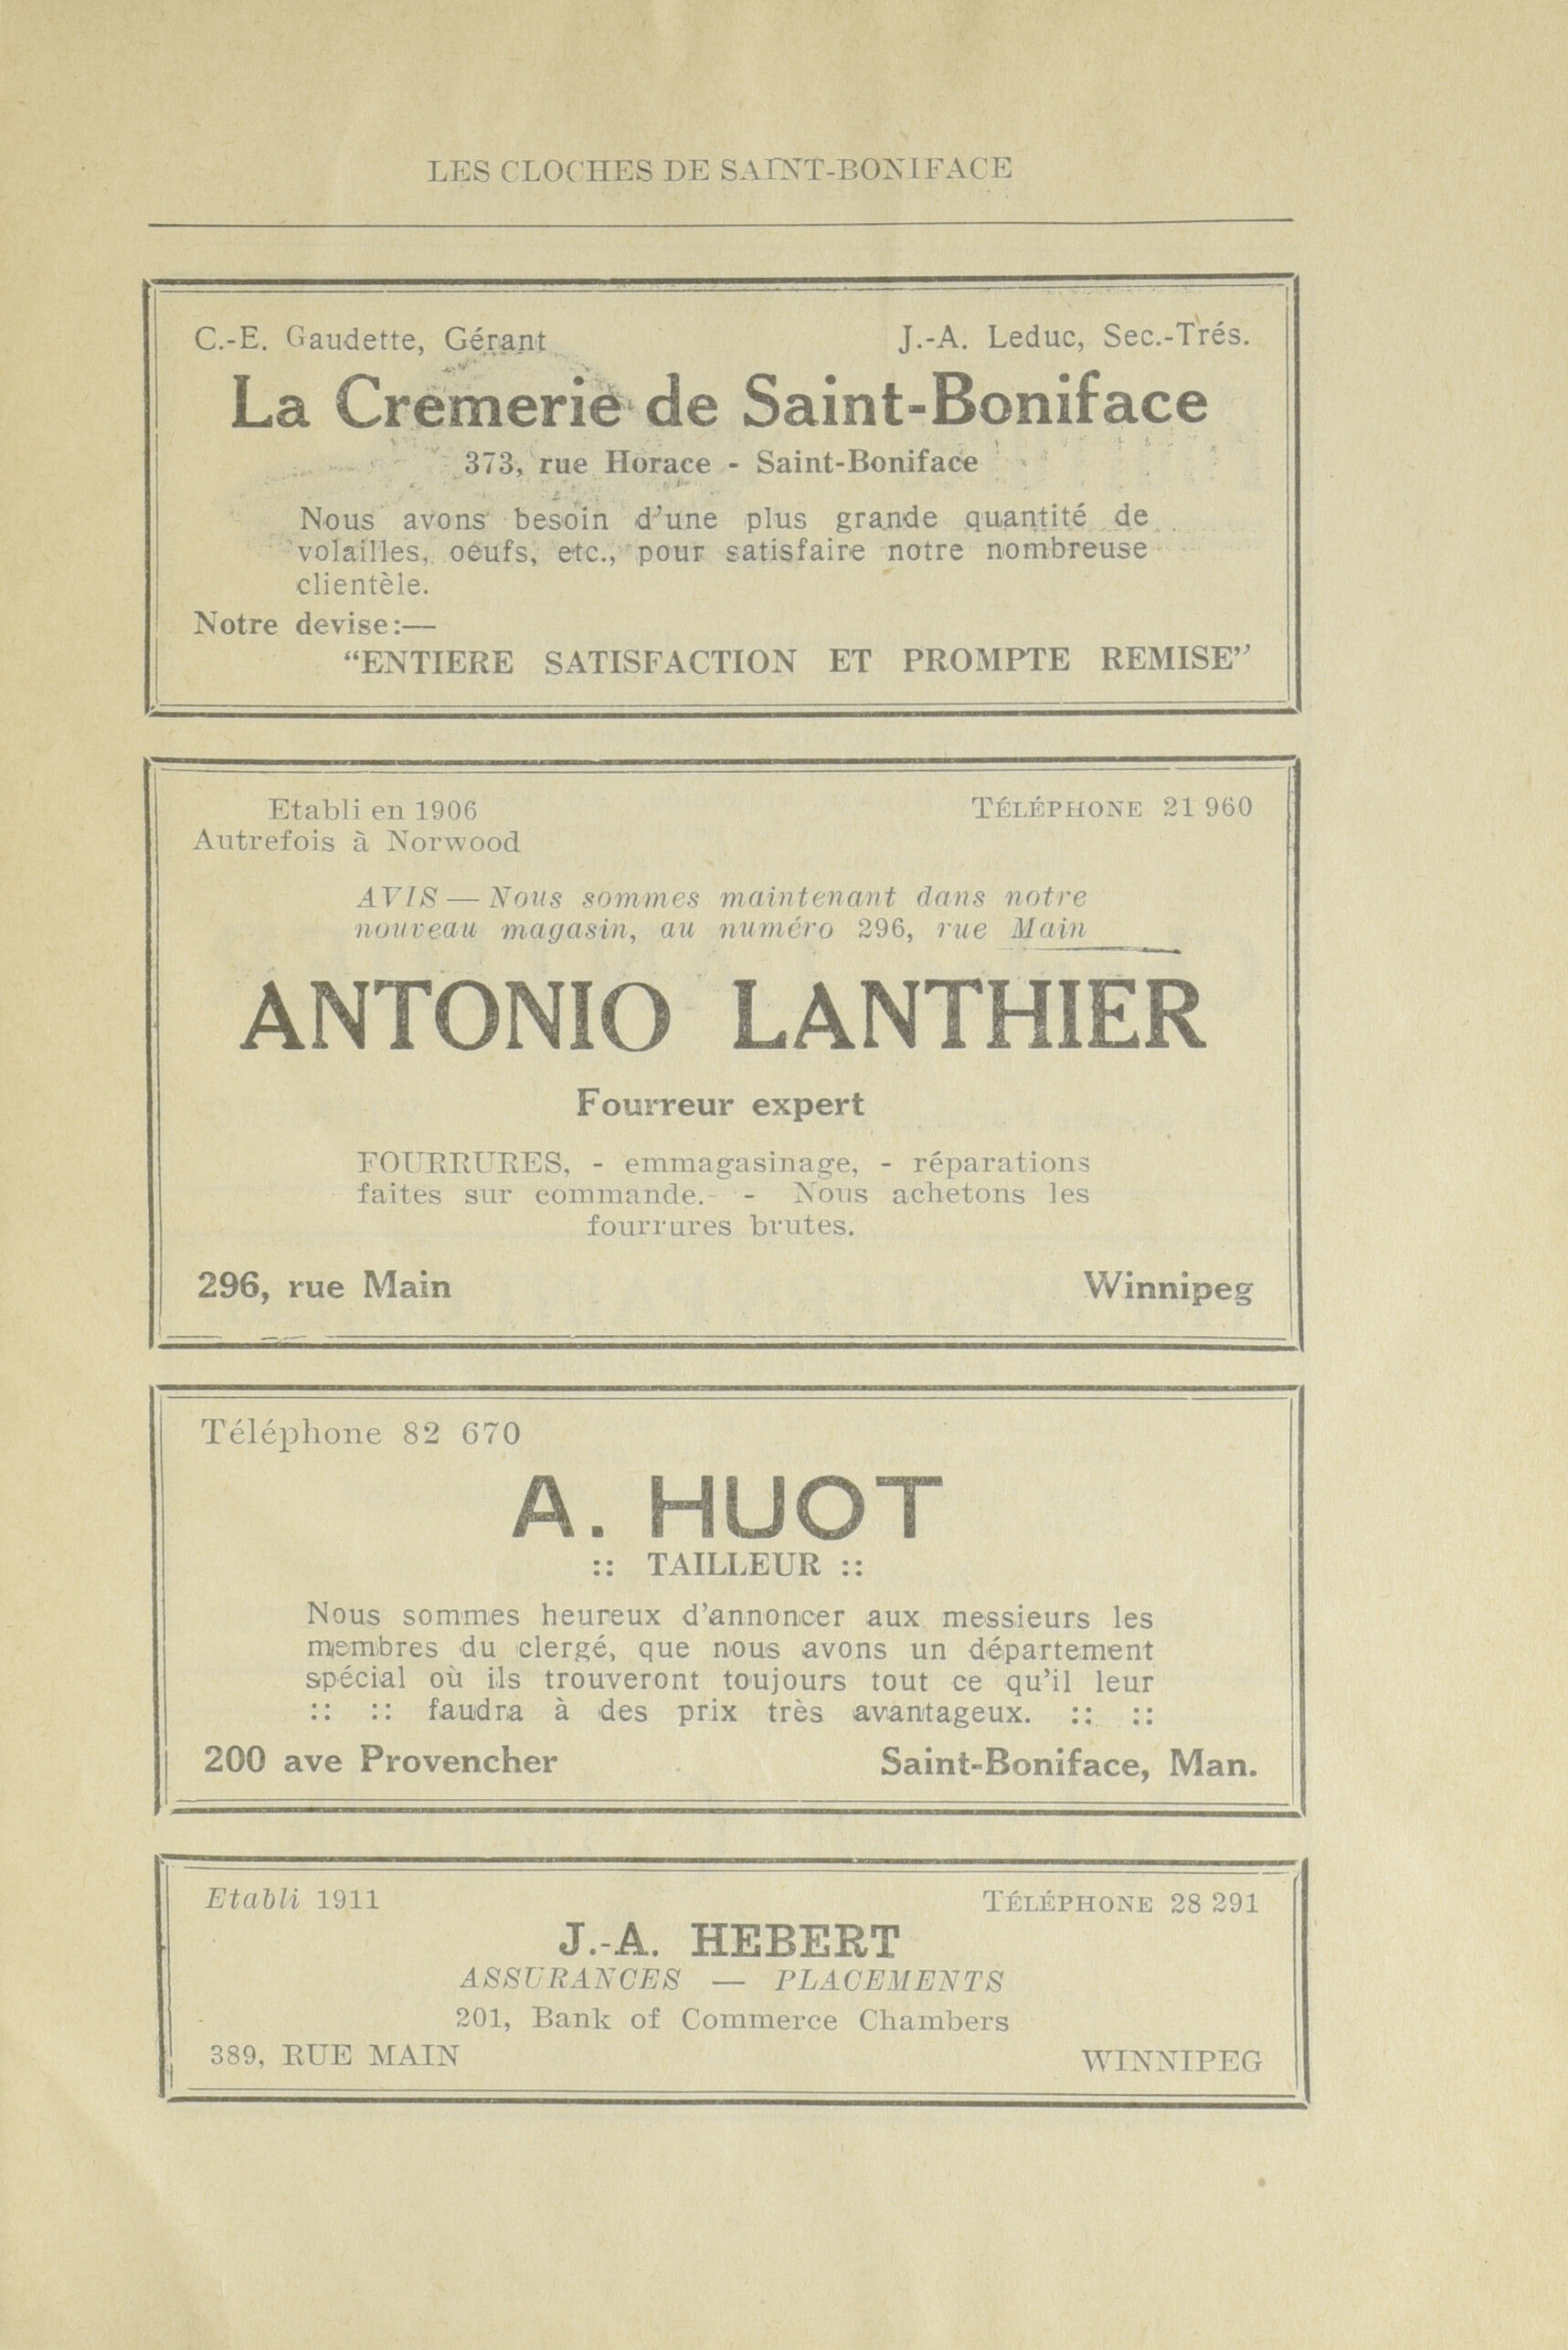 LES CLOCHES DE SAINT-BONIFACE
C.-E. Gaudette, Gérant J.-A. Leduc, Sec.-Trés.
La Cremerie de Saint-Boniface
373, rue Horace - Saint-Boniface
Nous avons besoin d'une plus grande quantité de
volailles, oeufs, etc., pour satisfaire notre nombreuse
clientèle.
Notre devise:—
“ENTIERE SATISFACTION ET PROMPTE REMISE”
Etabli en 1906 TÉLÉPHONE 21 960
Autrefois à Norwood
AVIS — Nous sommes maintenant dans notre
nouveau magasin, au numéro 296, rue Main
ANTONIO LANTHIER
Fourreur expert
FOURRURES, - emmagasinage, - réparations
faites sur commande. - Nous achetons les
fourrures brutes.
296, rue Main Winnipeg
Téléphone 82 670
A. HUOT
:: TAILLEUR ::
Nous sommes heureux d'annoncer aux messieurs les
membres du clergé, que nous avons un département
spécial où ils trouveront toujours tout ce qu'il leur
:: :: faudra à des prix très avantageux. :: ::
200 ave Provencher Saint-Boniface, Man.
Etabli 1911 TÉLÉPHONE 28 291
J.-A. HEBERT
ASSURANCES — PLACEMENTS
201, Bank of Commerce Chambers
389, RUE MAIN WINNIPEG